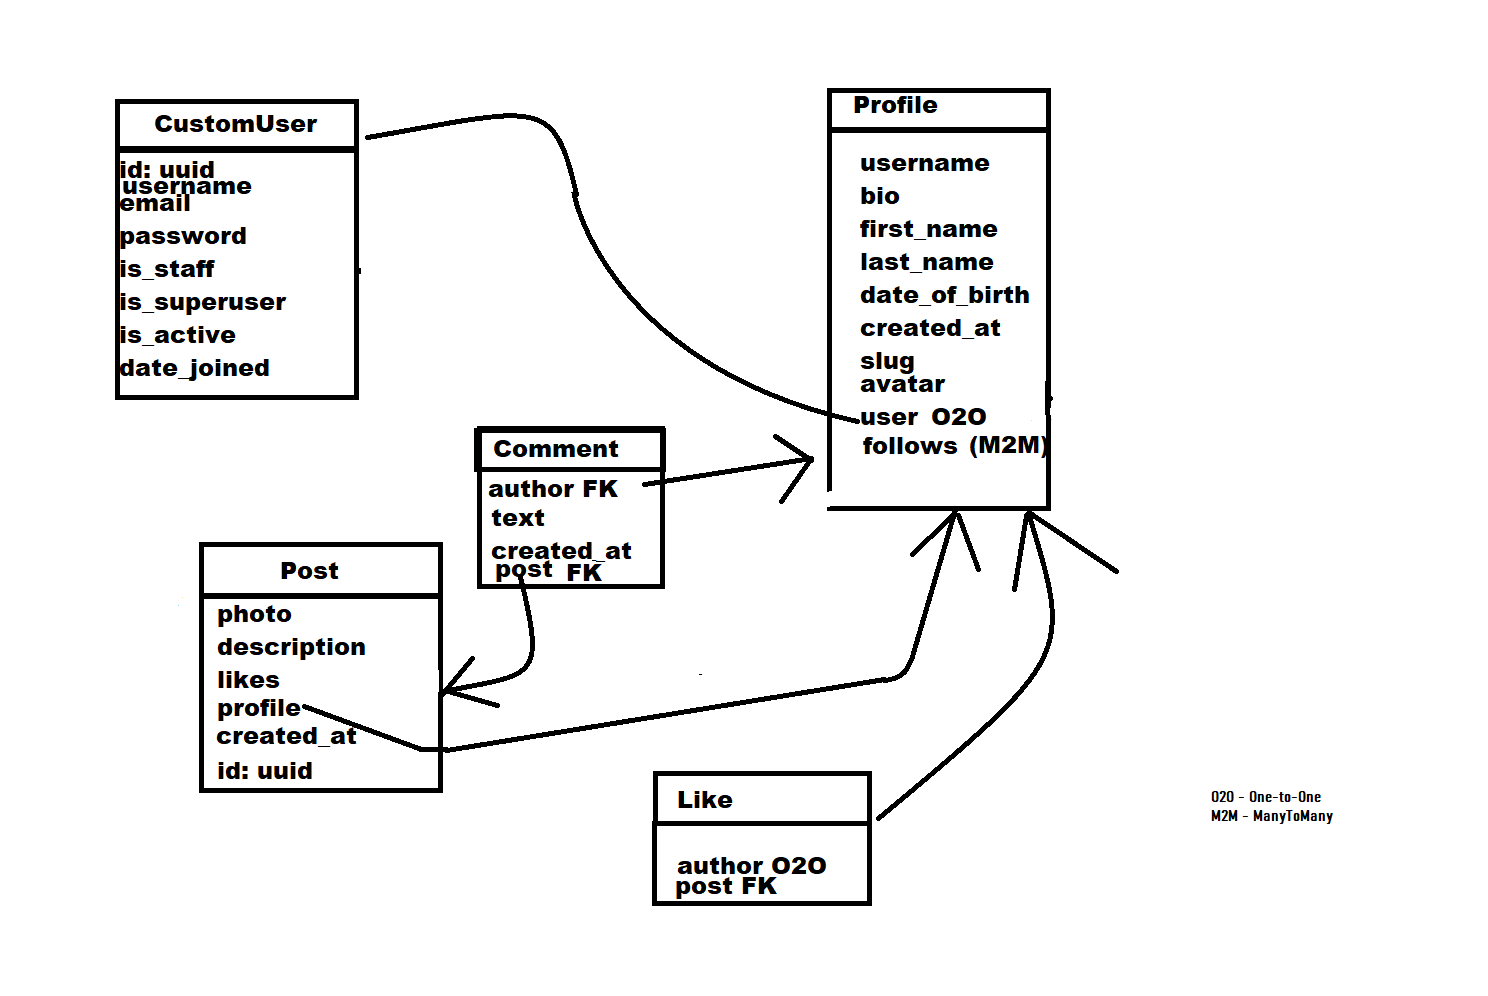 CustomUser
id: uuid
username
email
password
is_staff
is_superuser
is_active
date_joined
Profile
username
bio
first_name
last_name
date_of_birth
created_at
slug
avatar
user O2O
follows (M2M)
Comment
author FK
text
created_at
post FK
Post
photo
description
likes
profile
created_at
id: uuid
Like
author O2O
post FK
O2O - One-to-One
M2M - ManyToMany